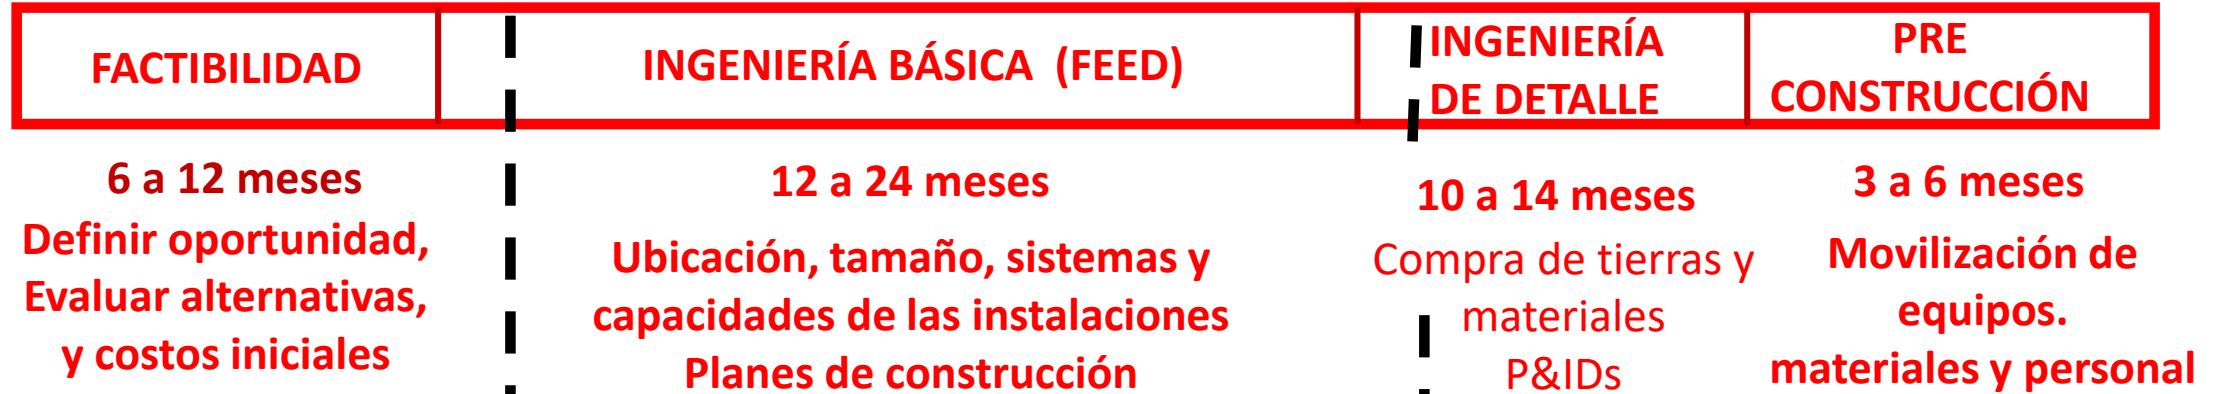 FACTIBILIDAD
INGENIERÍA BÁSICA (FEED)
INGENIERÍA
DE DETALLE
PRE
CONSTRUCCIÓN
6 a 12 meses
Definir oportunidad,
Evaluar alternativas,
y costos iniciales
12 a 24 meses
Ubicación, tamaño, sistemas y
capacidades de las instalaciones
Planes de construcción
10 a 14 meses
Compra de tierras y
materiales
P&IDs
3 a 6 meses
Movilización de
equipos.
materiales y personal